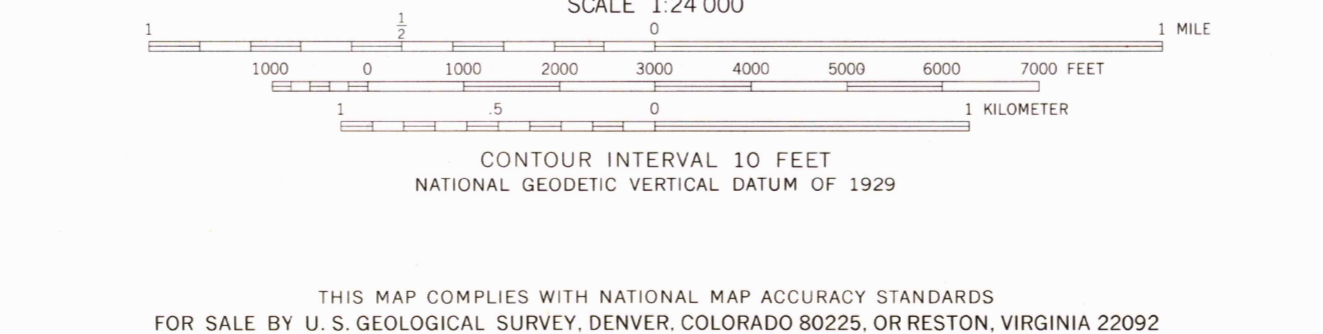 SCALE 1:24 000
1 1/2 0 1 MILE
1000 0 1000 2000 3000 4000 5000 6000 7000 FEET
1 .5 0 1 KILOMETER
CONTOUR INTERVAL 10 FEET
NATIONAL GEODETIC VERTICAL DATUM OF 1929
THIS MAP COMPLIES WITH NATIONAL MAP ACCURACY STANDARDS
FOR SALE BY U. S. GEOLOGICAL SURVEY, DENVER, COLORADO 80225, OR RESTON, VIRGINIA 22092